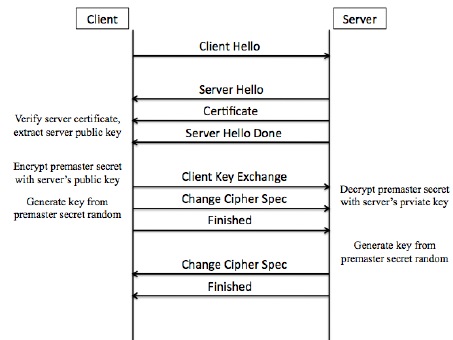 Client
Server
Client Hello
Server Hello
Certificate
Verify server certificate,
extract server public key
Server Hello Done
Encrypt premaster secret
with server's public key
Client Key Exchange
Decrypt premaster secret
with server's prviate key
Change Cipher Spec
Generate key from
premaster secret random
Finished
Generate key from
premaster secret random
Change Cipher Spec
Finished